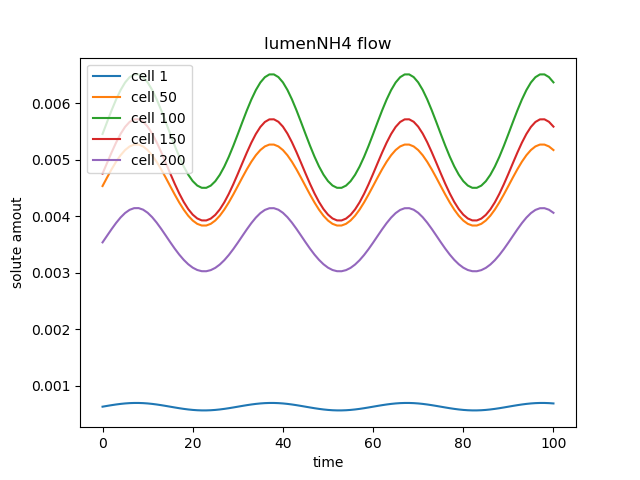 lumenNH4 flow
cell 1
cell 50
cell 100
cell 150
cell 200
solute amout
0.006
0.005
0.004
0.003
0.002
0.001
0
20
40
60
80
100
time